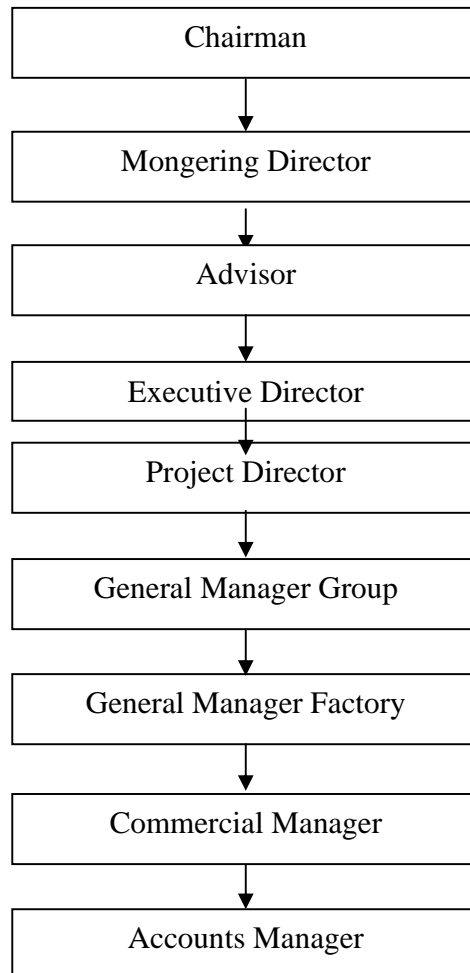 Chairman
Mongering Director
Advisor
Executive Director
Project Director
General Manager Group
General Manager Factory
Commercial Manager
Accounts Manager